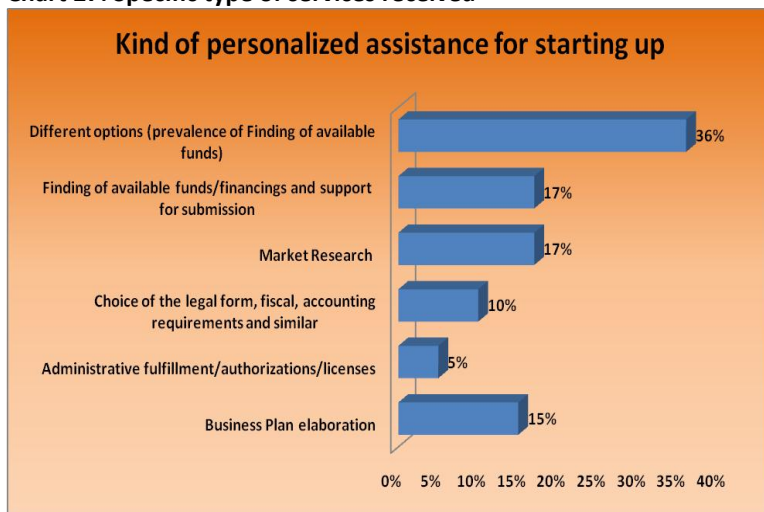 Kind of personalized assistance for starting up
Different options (prevalence of Finding of available
funds)
36%
Finding of available funds/financings and support
for submission
17%
Market Research
17%
Choice of the legal form, fiscal, accounting
requirements and similar
10%
Administrative fulfillment/authorizations/licenses
5%
Business Plan elaboration
15%
0% 5% 10% 15% 20% 25% 30% 35% 40%